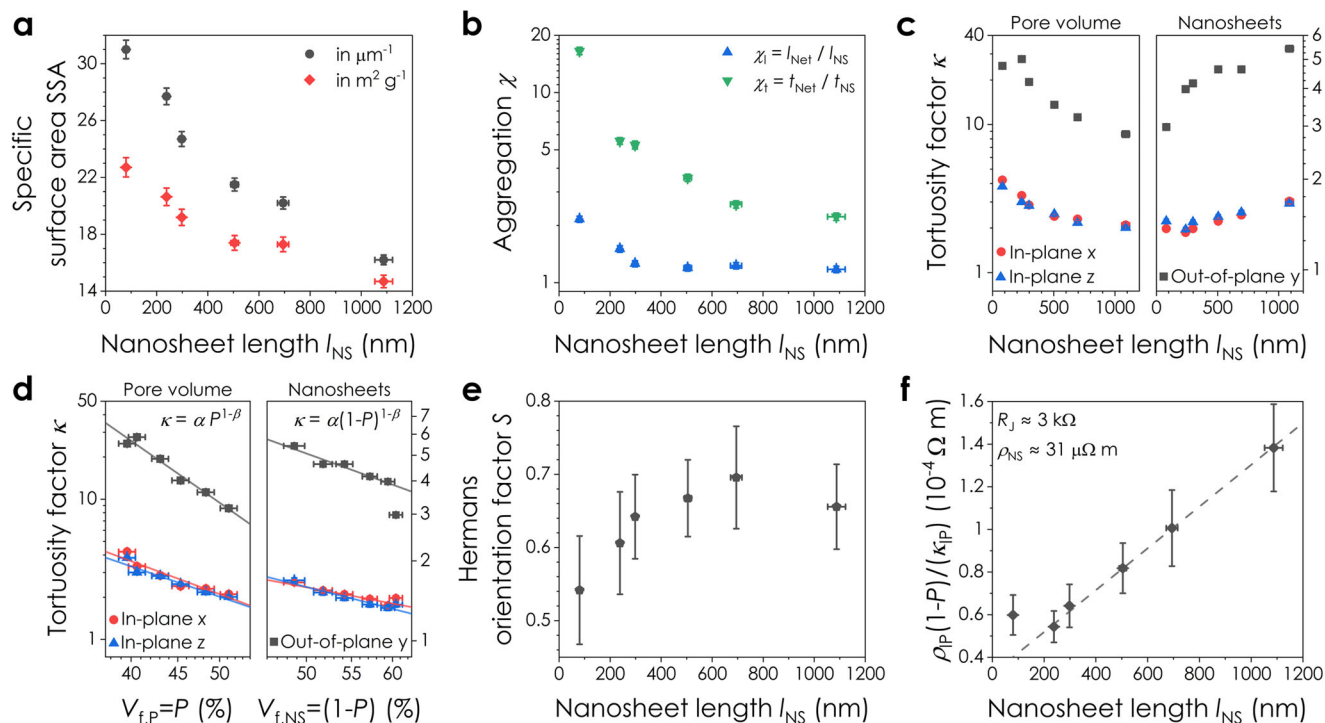 a
Specific
surface area SSA
in μm⁻¹
in m² g⁻¹
31
28
25
22
19
16
14
0 200 400 600 800 1000 1200
Nanosheet length l_NS (nm)
b
Aggregation χ
χ_l = l_Net / l_NS
χ_t = t_Net / t_NS
20
10
5
1
0 200 400 600 800 1000 1200
Nanosheet length l_NS (nm)
c
Pore volume Nanosheets
Tortuosity factor κ
40
10
1
6
5
4
3
2
1
In-plane x
In-plane z
Out-of-plane y
0 500 1000 0 500 1000
Nanosheet length l_NS (nm)
d
Pore volume Nanosheets
κ = α P^{1-β}
κ = α(1-P)^{1-β}
Tortuosity factor κ
50
10
1
7
6
5
4
3
2
1
In-plane x
In-plane z
Out-of-plane y
40 45 50 50 55 60
V_{f,P}=P (%) V_{f,NS}=(1-P) (%)
e
Hermans
orientation factor S
0.8
0.7
0.6
0.5
0 200 400 600 800 1000 1200
Nanosheet length l_NS (nm)
f
R_J ≈ 3 kΩ
ρ_NS ≈ 31 μΩ m
ρ_IP(1-P)/(κ_IP) (10⁻⁴ Ω m)
1.6
1.4
1.2
1.0
0.8
0.6
0.4
0 200 400 600 800 1000 1200
Nanosheet length l_NS (nm)